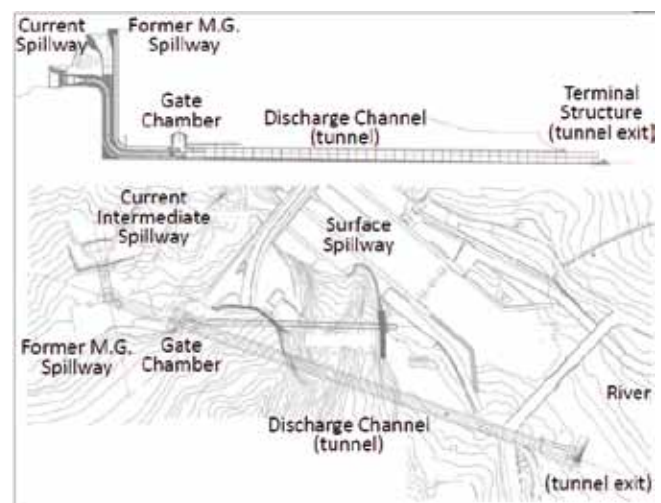 Current
Spillway
Former M.G.
Spillway
Gate
Chamber
Discharge Channel
(tunnel)
Terminal
Structure
(tunnel exit)
Current
Intermediate
Spillway
Surface
Spillway
Former M.G.
Spillway
Gate
Chamber
River
Discharge Channel
(tunnel)
(tunnel exit)